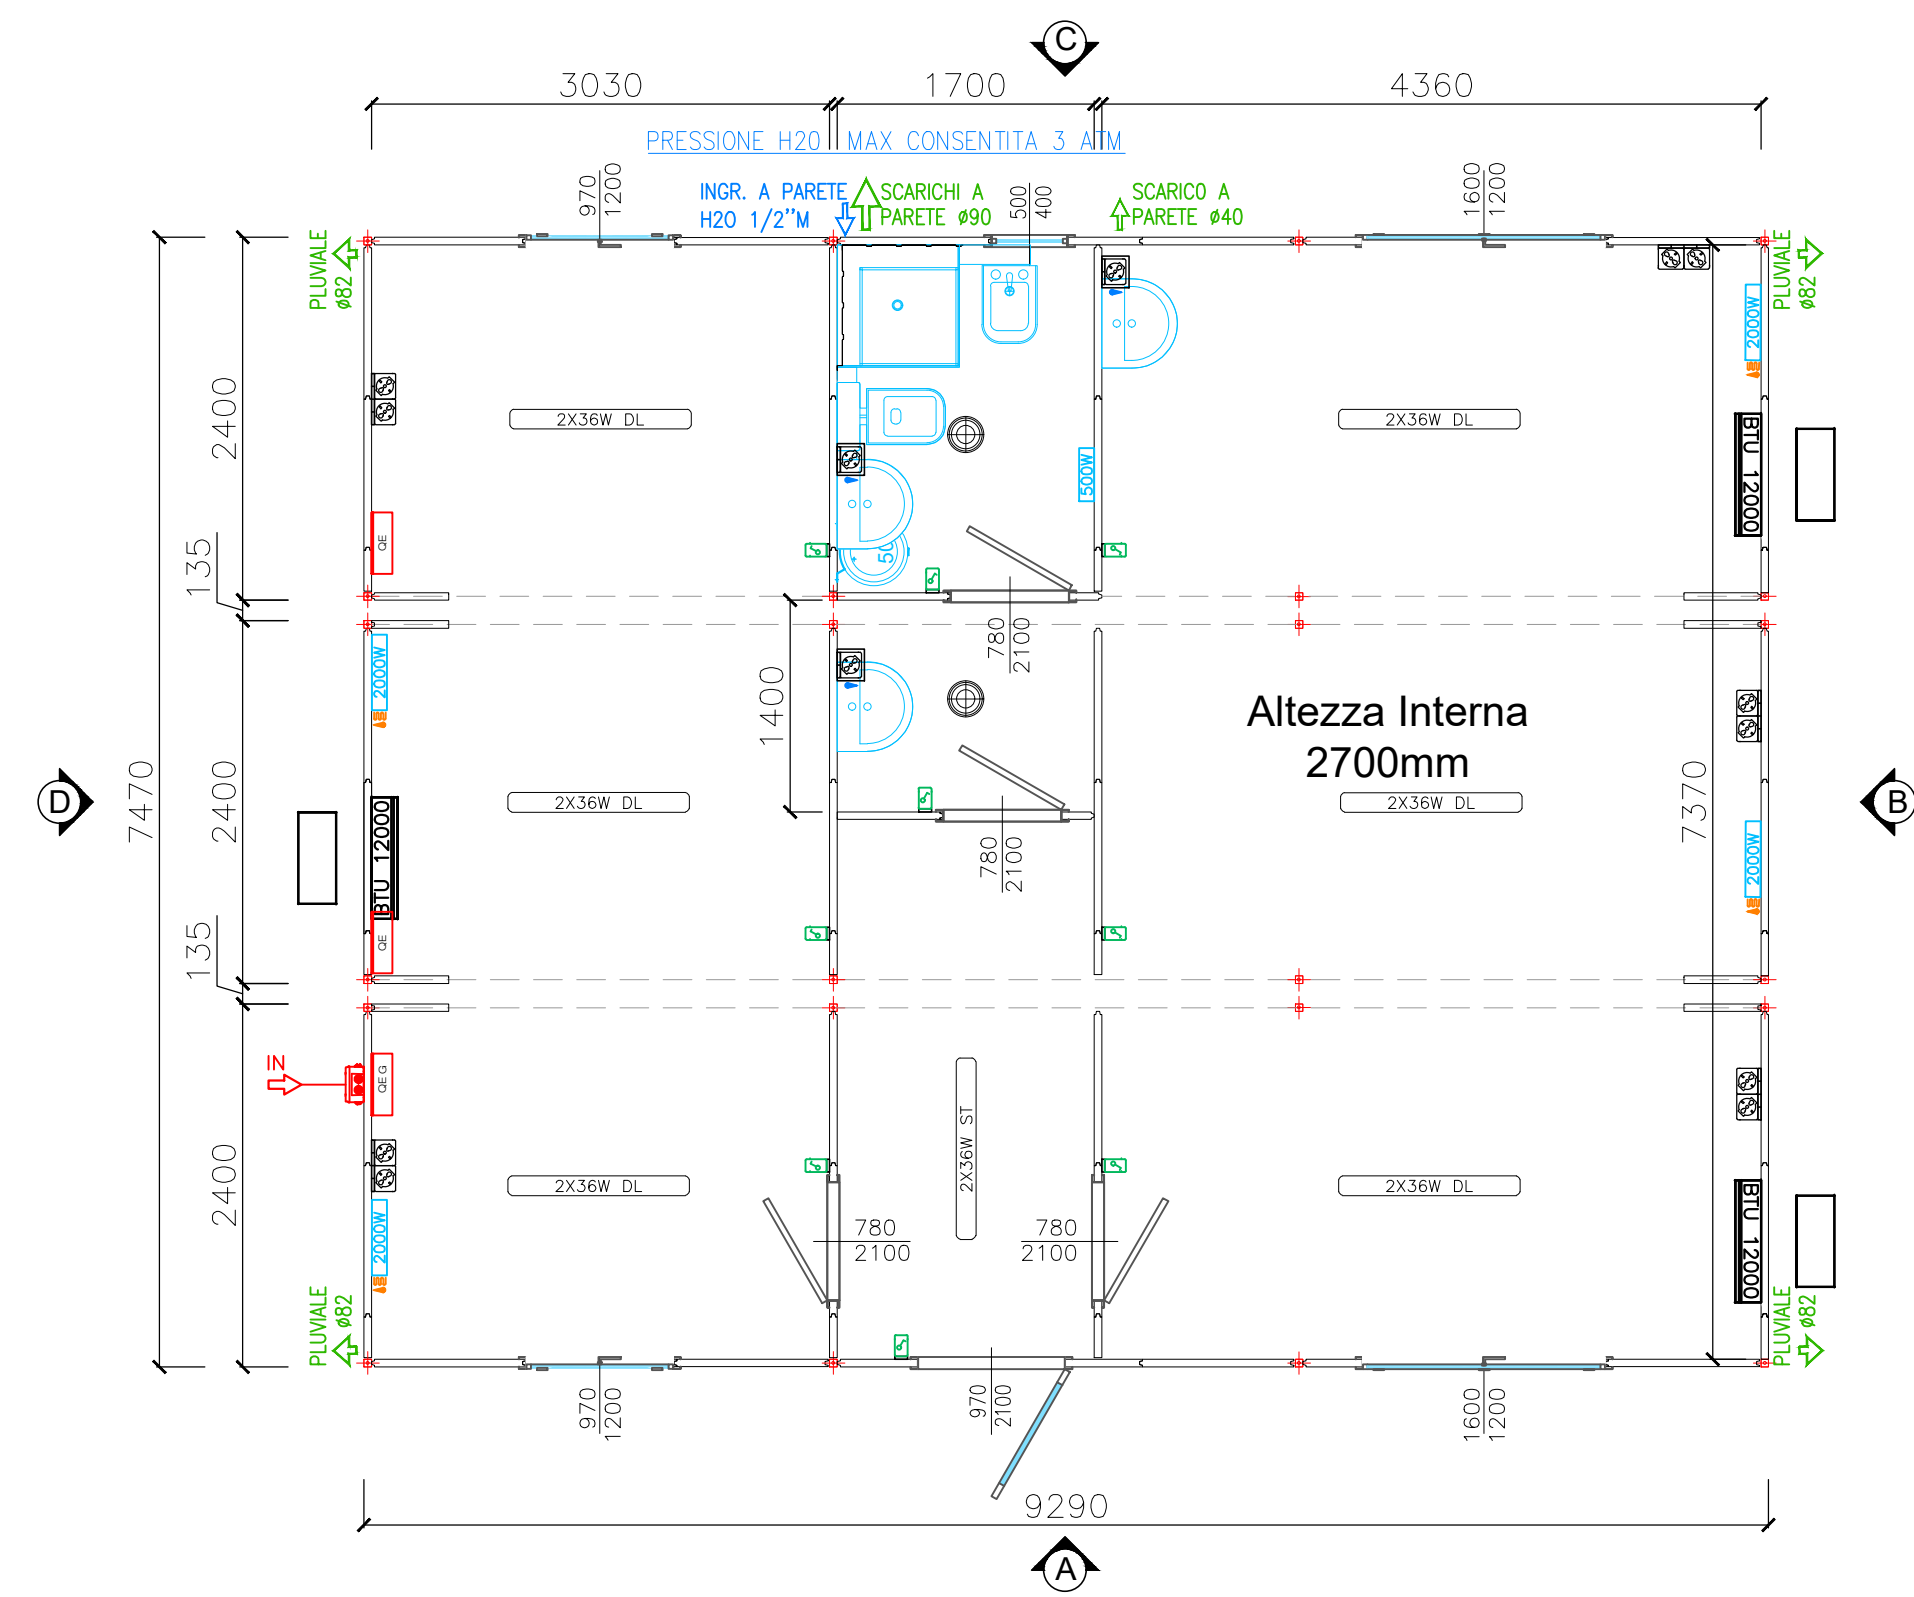 C
3030
1700
4360
PRESSIONE H20 MAX CONSENTITA 3 ATM
970
1200
INGR. A PARETE
H2O 1/2"M
SCARICHI A
PARETE ø90
500
400
SCARICO A
PARETE ø40
1600
1200
PLUVIALE
ø82
PLUVIALE
ø82
2000W
2400
2X36W DL
2X36W DL
BTU 12000
500W
QE
50
135
780
2100
2000W
1400
Altezza Interna
2700mm
D
7470
2400
2X36W DL
2X36W DL
7370
B
BTU 12000
780
2100
2000W
QE
135
IN
QEG
2X36W ST
2400
2X36W DL
2X36W DL
2000W
780
2100
780
2100
BTU 12000
PLUVIALE
ø82
PLUVIALE
ø82
970
1200
970
2100
1600
1200
9290
A